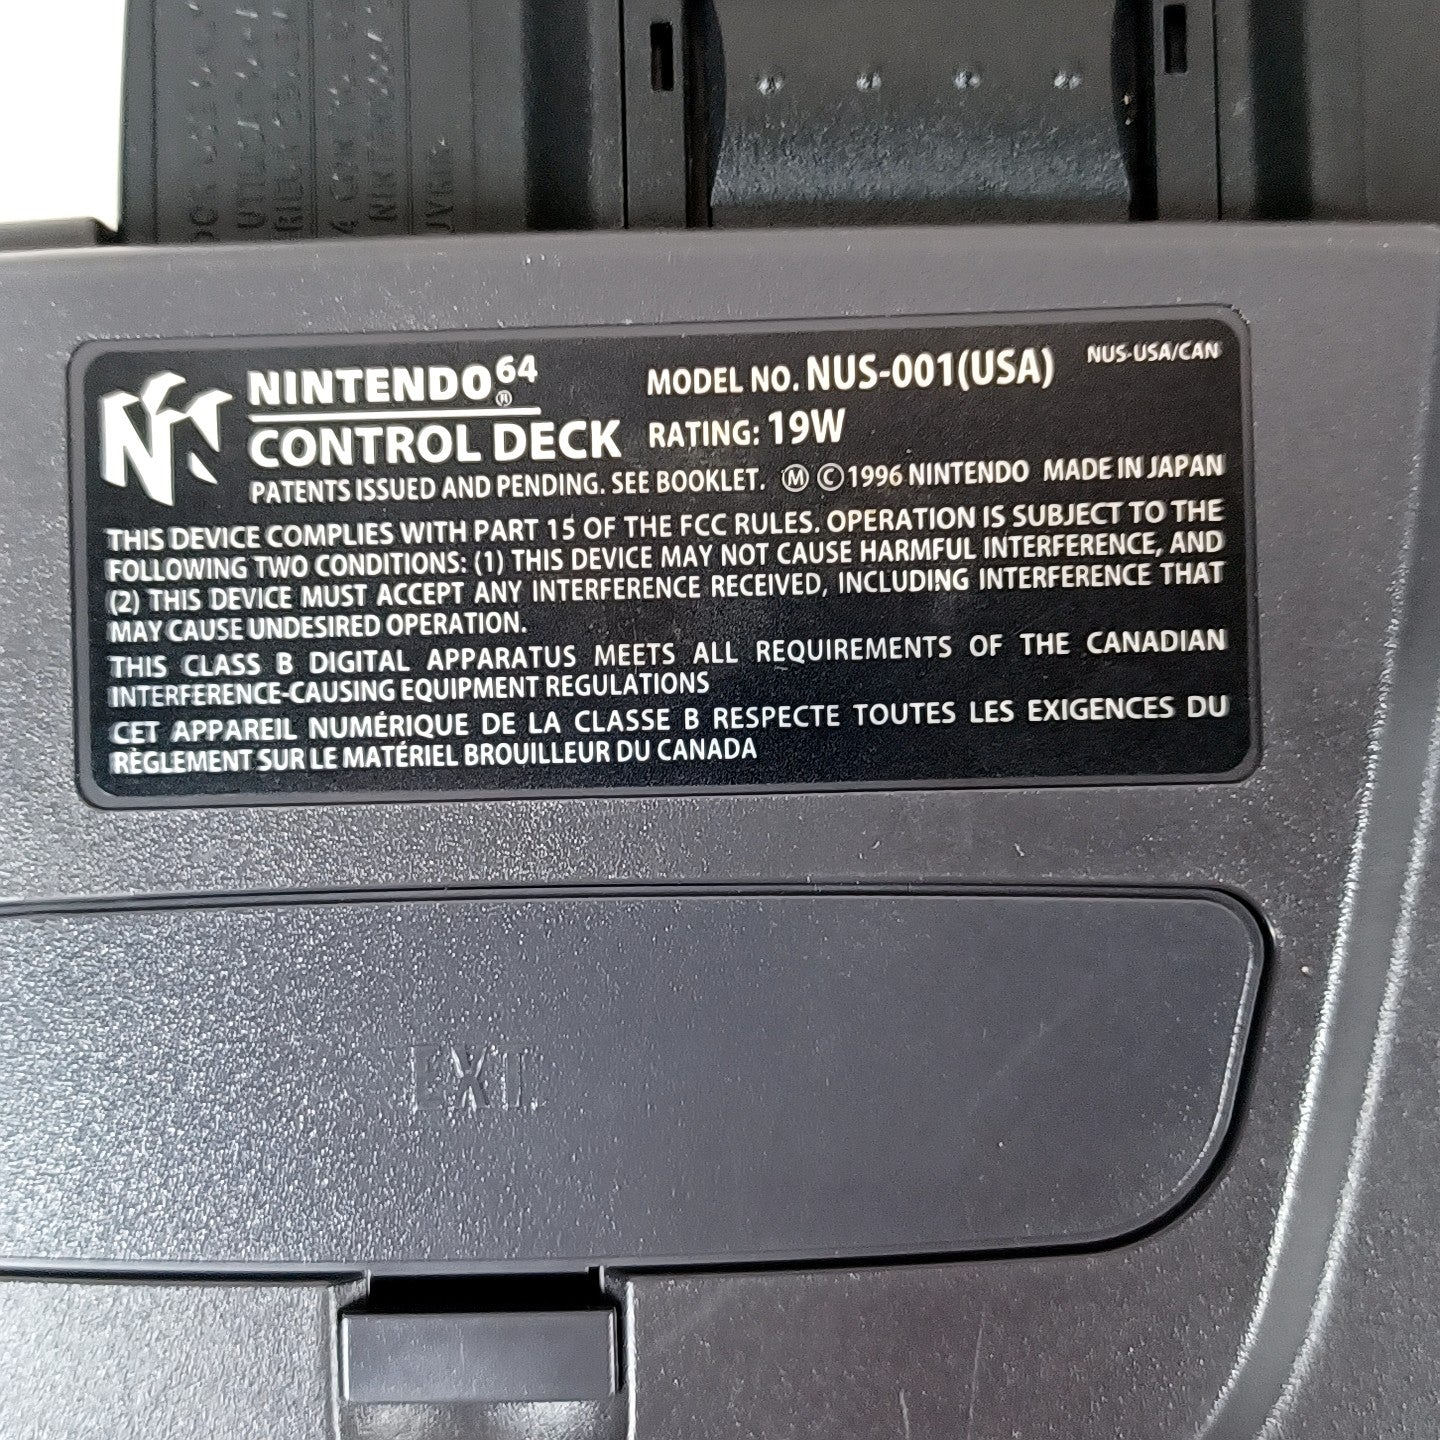 NINTENDO64®
CONTROL DECK
MODEL NO. NUS-001(USA)
NUS-USA/CAN
RATING: 19W
PATENTS ISSUED AND PENDING. SEE BOOKLET. Ⓜ ©1996 NINTENDO MADE IN JAPAN
THIS DEVICE COMPLIES WITH PART 15 OF THE FCC RULES. OPERATION IS SUBJECT TO THE
FOLLOWING TWO CONDITIONS: (1) THIS DEVICE MAY NOT CAUSE HARMFUL INTERFERENCE, AND
(2) THIS DEVICE MUST ACCEPT ANY INTERFERENCE RECEIVED, INCLUDING INTERFERENCE THAT
MAY CAUSE UNDESIRED OPERATION.
THIS CLASS B DIGITAL APPARATUS MEETS ALL REQUIREMENTS OF THE CANADIAN
INTERFERENCE-CAUSING EQUIPMENT REGULATIONS
CET APPAREIL NUMÉRIQUE DE LA CLASSE B RESPECTE TOUTES LES EXIGENCES DU
RÈGLEMENT SUR LE MATÉRIEL BROUILLEUR DU CANADA
EXT.